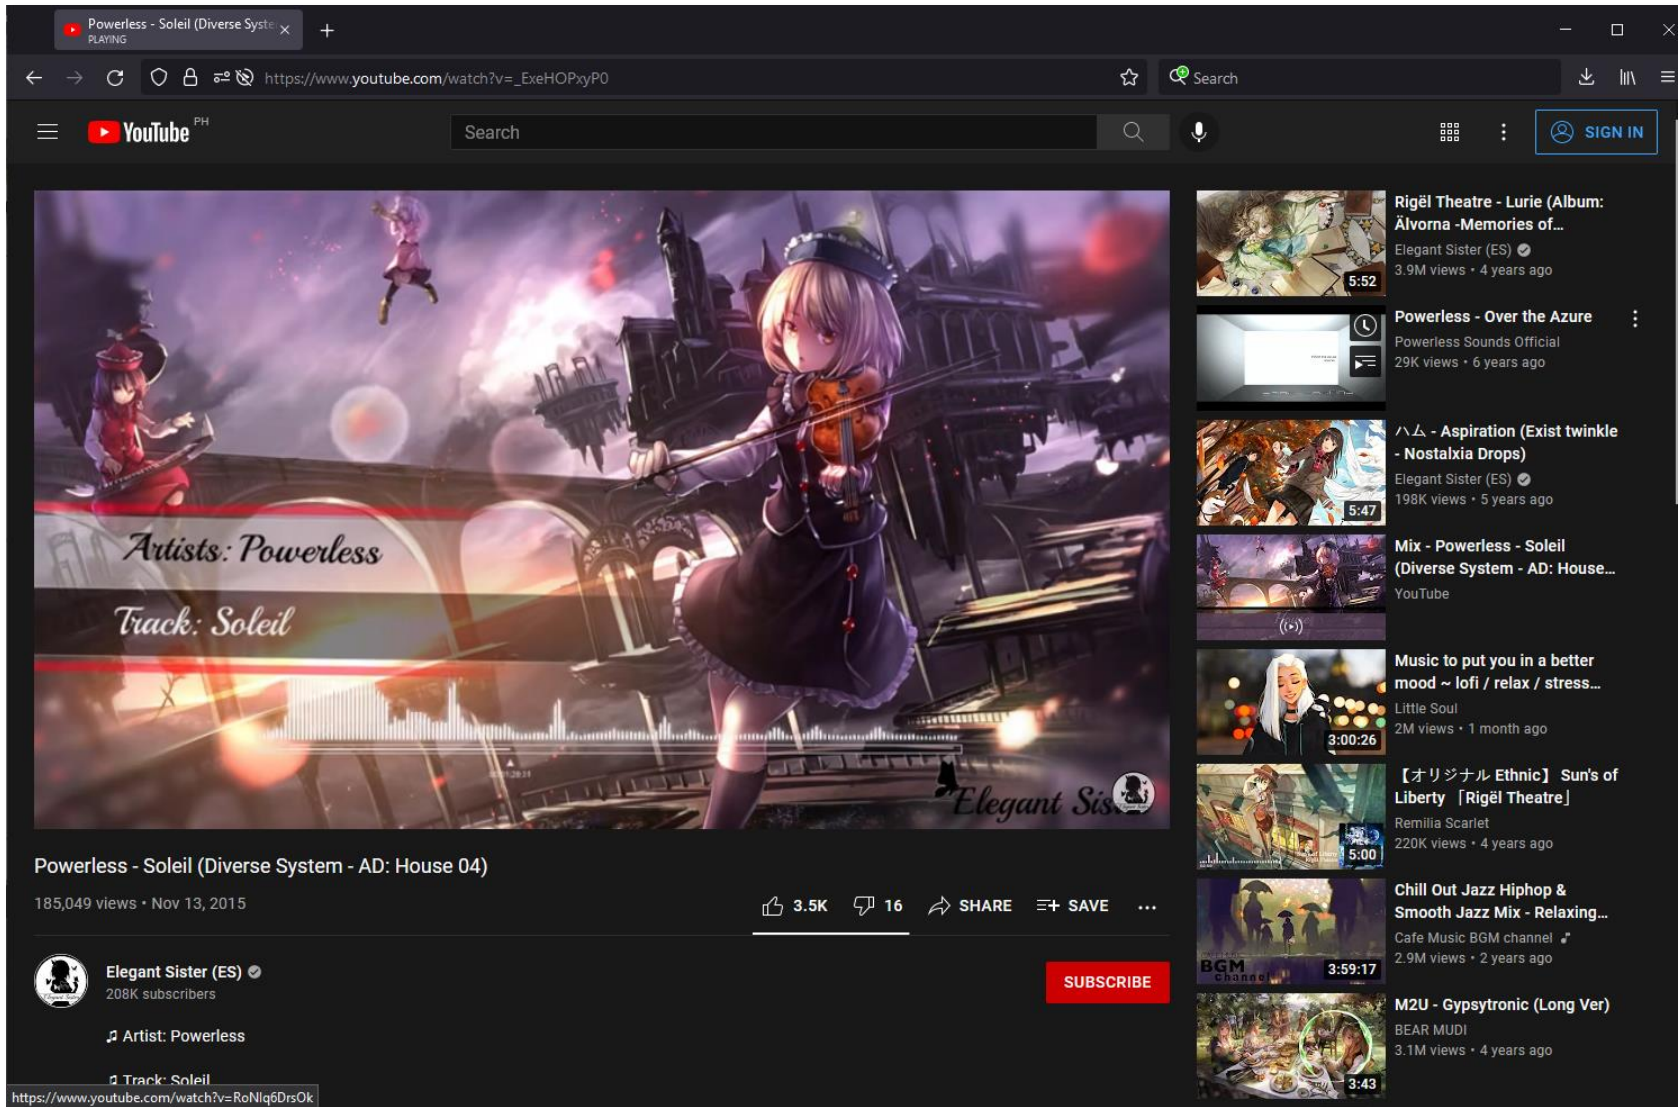 Powerless - Soleil (Diverse Syste
PLAYING
https://www.youtube.com/watch?v=_ExeHOPxyP0
Search
YouTube PH
Search
SIGN IN
Artists: Powerless
Track: Soleil
Elegant Sis
Powerless - Soleil (Diverse System - AD: House 04)
185,049 views • Nov 13, 2015
3.5K 16 SHARE SAVE ...
Elegant Sister (ES)
208K subscribers
SUBSCRIBE
♫ Artist: Powerless
♫ Track: Soleil
https://www.youtube.com/watch?v=RoNlq6DrsOk
Rigël Theatre - Lurie (Album:
Älvorna -Memories of...
Elegant Sister (ES)
3.9M views • 4 years ago
5:52
Powerless - Over the Azure
Powerless Sounds Official
29K views • 6 years ago
ハム - Aspiration (Exist twinkle
- Nostalxia Drops)
Elegant Sister (ES)
198K views • 5 years ago
5:47
Mix - Powerless - Soleil
(Diverse System - AD: House...
YouTube
Music to put you in a better
mood ~ lofi / relax / stress...
Little Soul
2M views • 1 month ago
3:00:26
【オリジナル Ethnic】 Sun's of
Liberty「Rigël Theatre」
Remilia Scarlet
220K views • 4 years ago
5:00
Chill Out Jazz Hiphop &
Smooth Jazz Mix - Relaxing...
Cafe Music BGM channel
2.9M views • 2 years ago
BGM
channel
3:59:17
M2U - Gypsytronic (Long Ver)
BEAR MUDI
3.1M views • 4 years ago
3:43